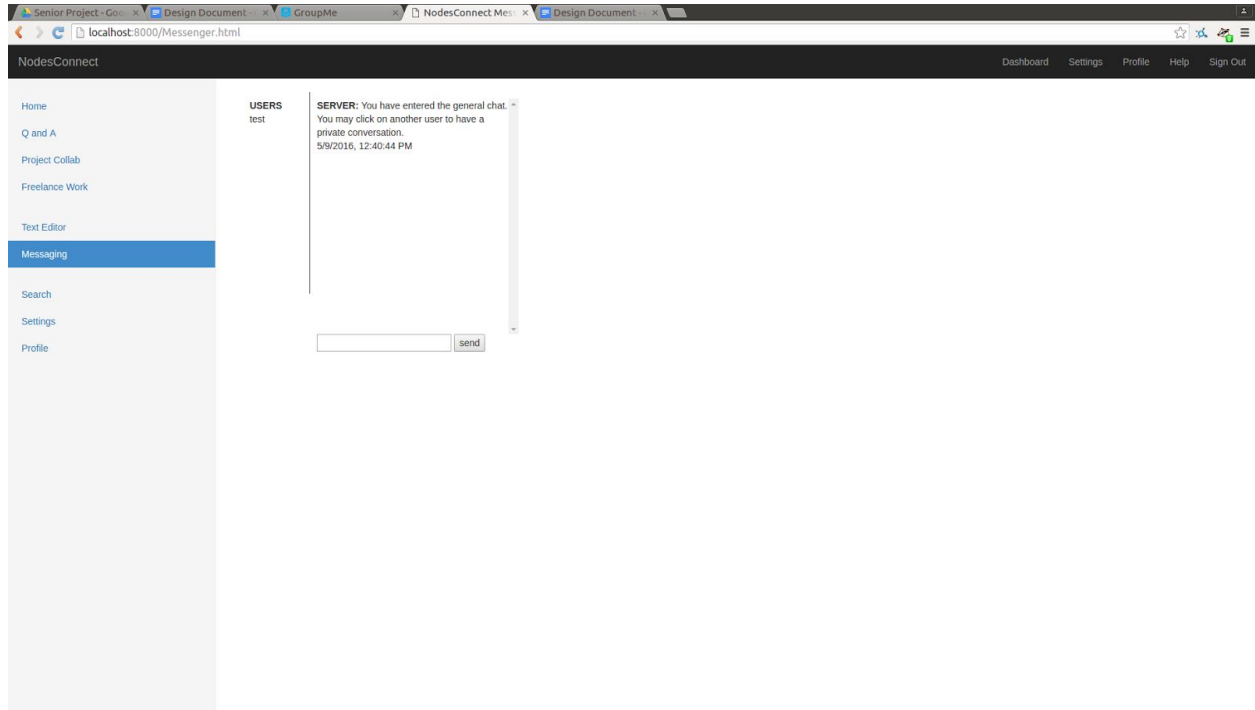 Senior Project - Goo
Design Document -
GroupMe
NodesConnect Mes
Design Document -
localhost:8000/Messenger.html
NodesConnect
Dashboard Settings Profile Help Sign Out
Home
Q and A
Project Collab
Freelance Work
Text Editor
Messaging
Search
Settings
Profile
USERS
test
SERVER: You have entered the general chat.
You may click on another user to have a
private conversation.
5/9/2016, 12:40:44 PM
send